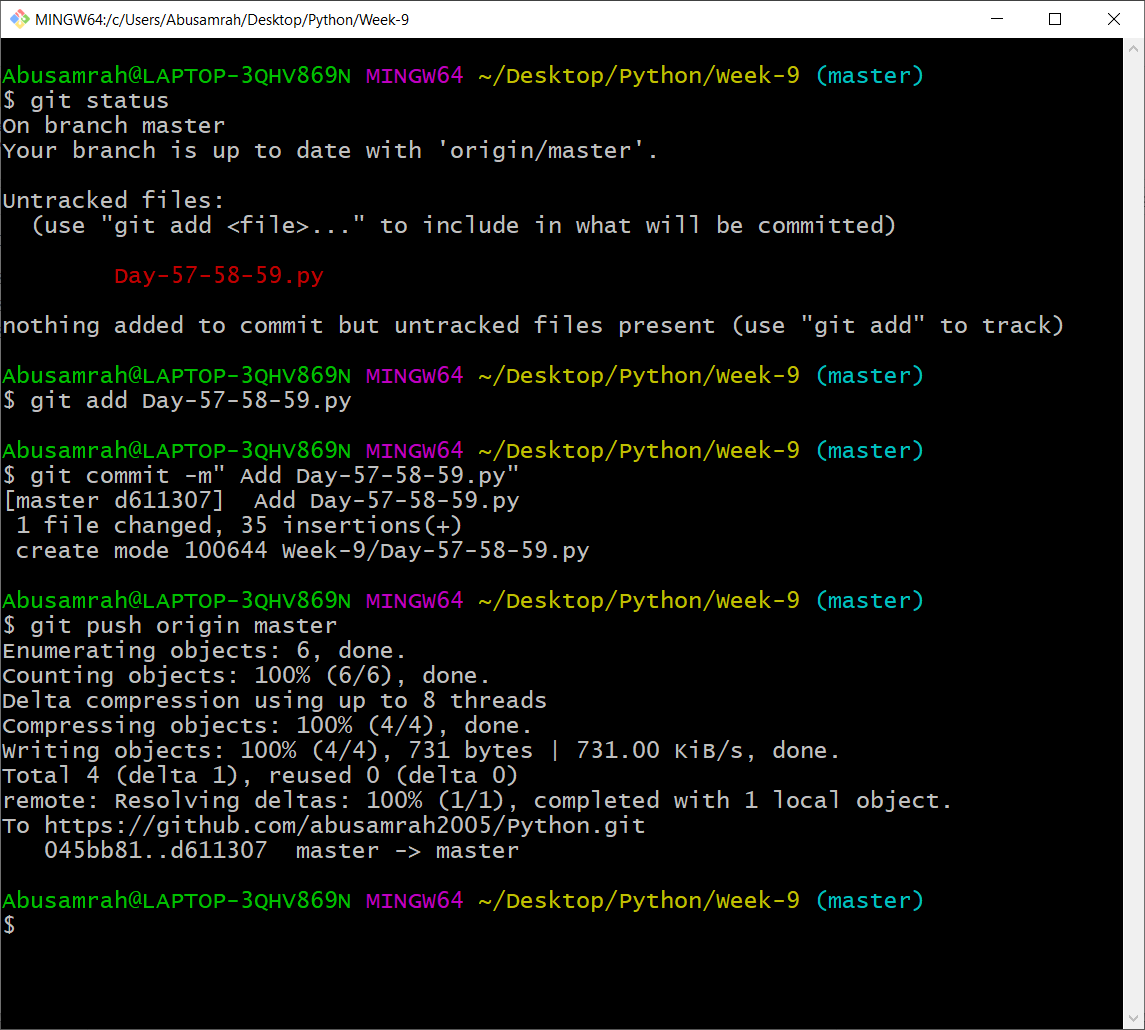 MINGW64:/c/Users/Abusamrah/Desktop/Python/Week-9
Abusamrah@LAPTOP-3QHV869N MINGW64 ~/Desktop/Python/Week-9 (master)
$ git status
On branch master
Your branch is up to date with 'origin/master'.
Untracked files:
  (use "git add <file>..." to include in what will be committed)
        Day-57-58-59.py
nothing added to commit but untracked files present (use "git add" to track)
Abusamrah@LAPTOP-3QHV869N MINGW64 ~/Desktop/Python/Week-9 (master)
$ git add Day-57-58-59.py
Abusamrah@LAPTOP-3QHV869N MINGW64 ~/Desktop/Python/Week-9 (master)
$ git commit -m" Add Day-57-58-59.py"
[master d611307]  Add Day-57-58-59.py
 1 file changed, 35 insertions(+)
 create mode 100644 Week-9/Day-57-58-59.py
Abusamrah@LAPTOP-3QHV869N MINGW64 ~/Desktop/Python/Week-9 (master)
$ git push origin master
Enumerating objects: 6, done.
Counting objects: 100% (6/6), done.
Delta compression using up to 8 threads
Compressing objects: 100% (4/4), done.
Writing objects: 100% (4/4), 731 bytes | 731.00 KiB/s, done.
Total 4 (delta 1), reused 0 (delta 0)
remote: Resolving deltas: 100% (1/1), completed with 1 local object.
To https://github.com/abusamrah2005/Python.git
   045bb81..d611307  master -> master
Abusamrah@LAPTOP-3QHV869N MINGW64 ~/Desktop/Python/Week-9 (master)
$